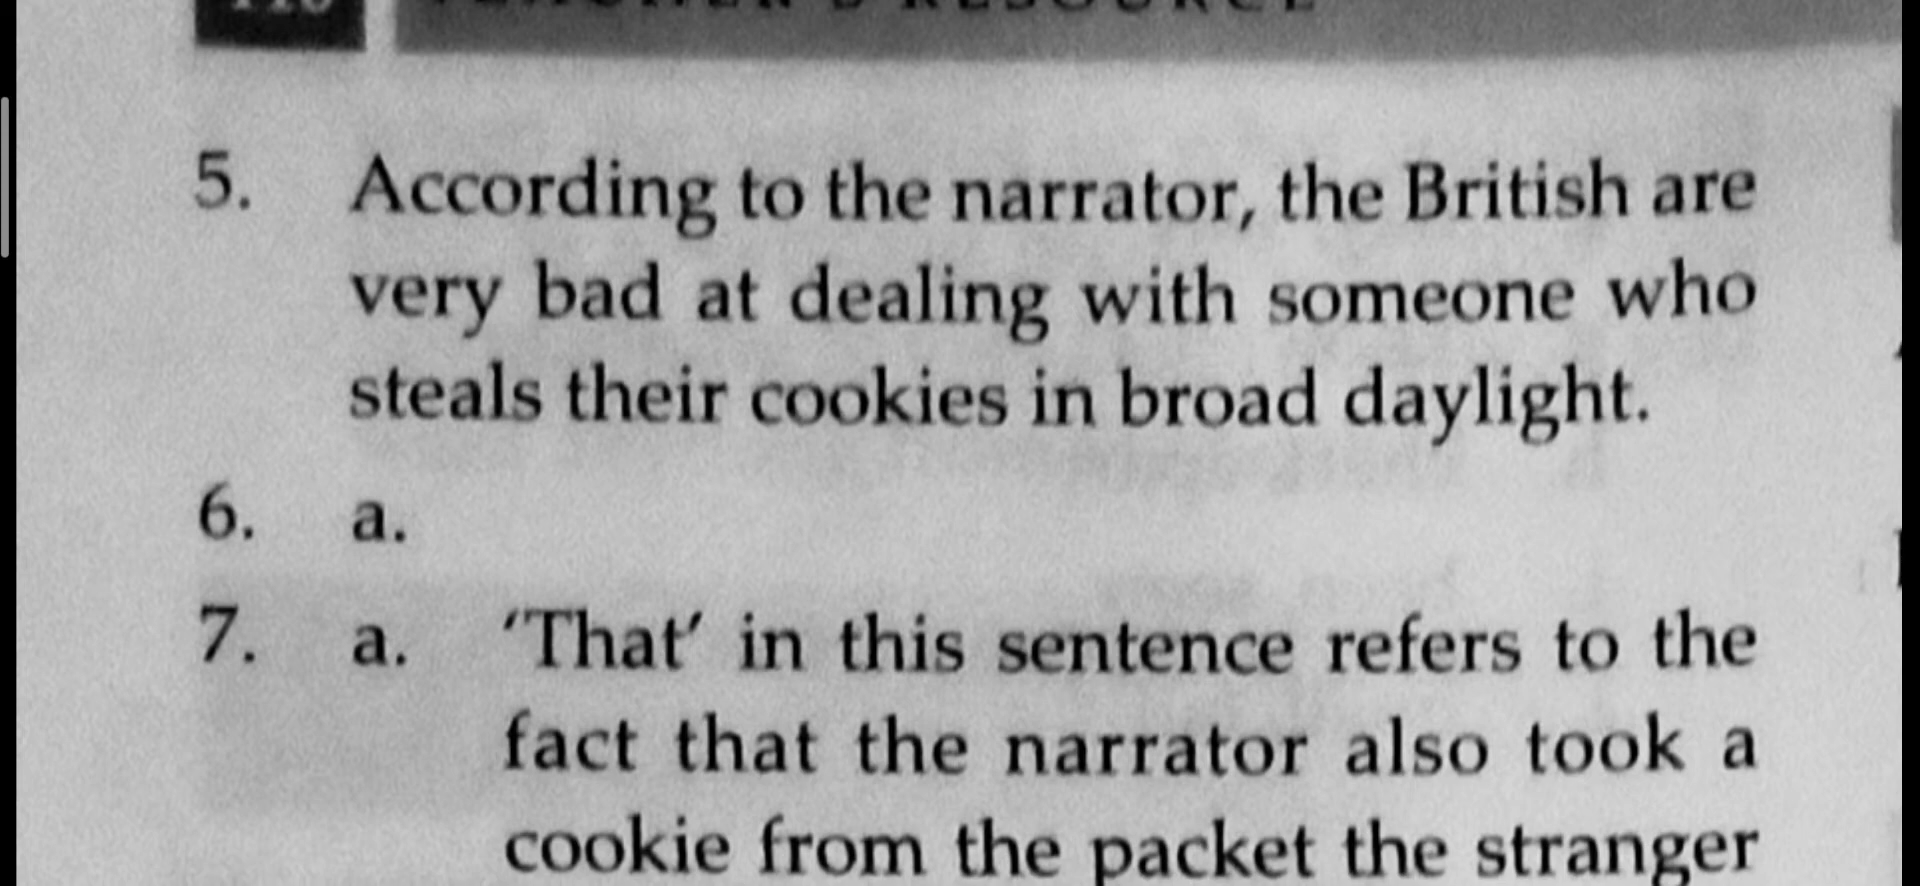 TEACHER'S RESOURCE
5. According to the narrator, the British are
very bad at dealing with someone who
steals their cookies in broad daylight.
6. a.
7. a. ‘That’ in this sentence refers to the
fact that the narrator also took a
cookie from the packet the stranger